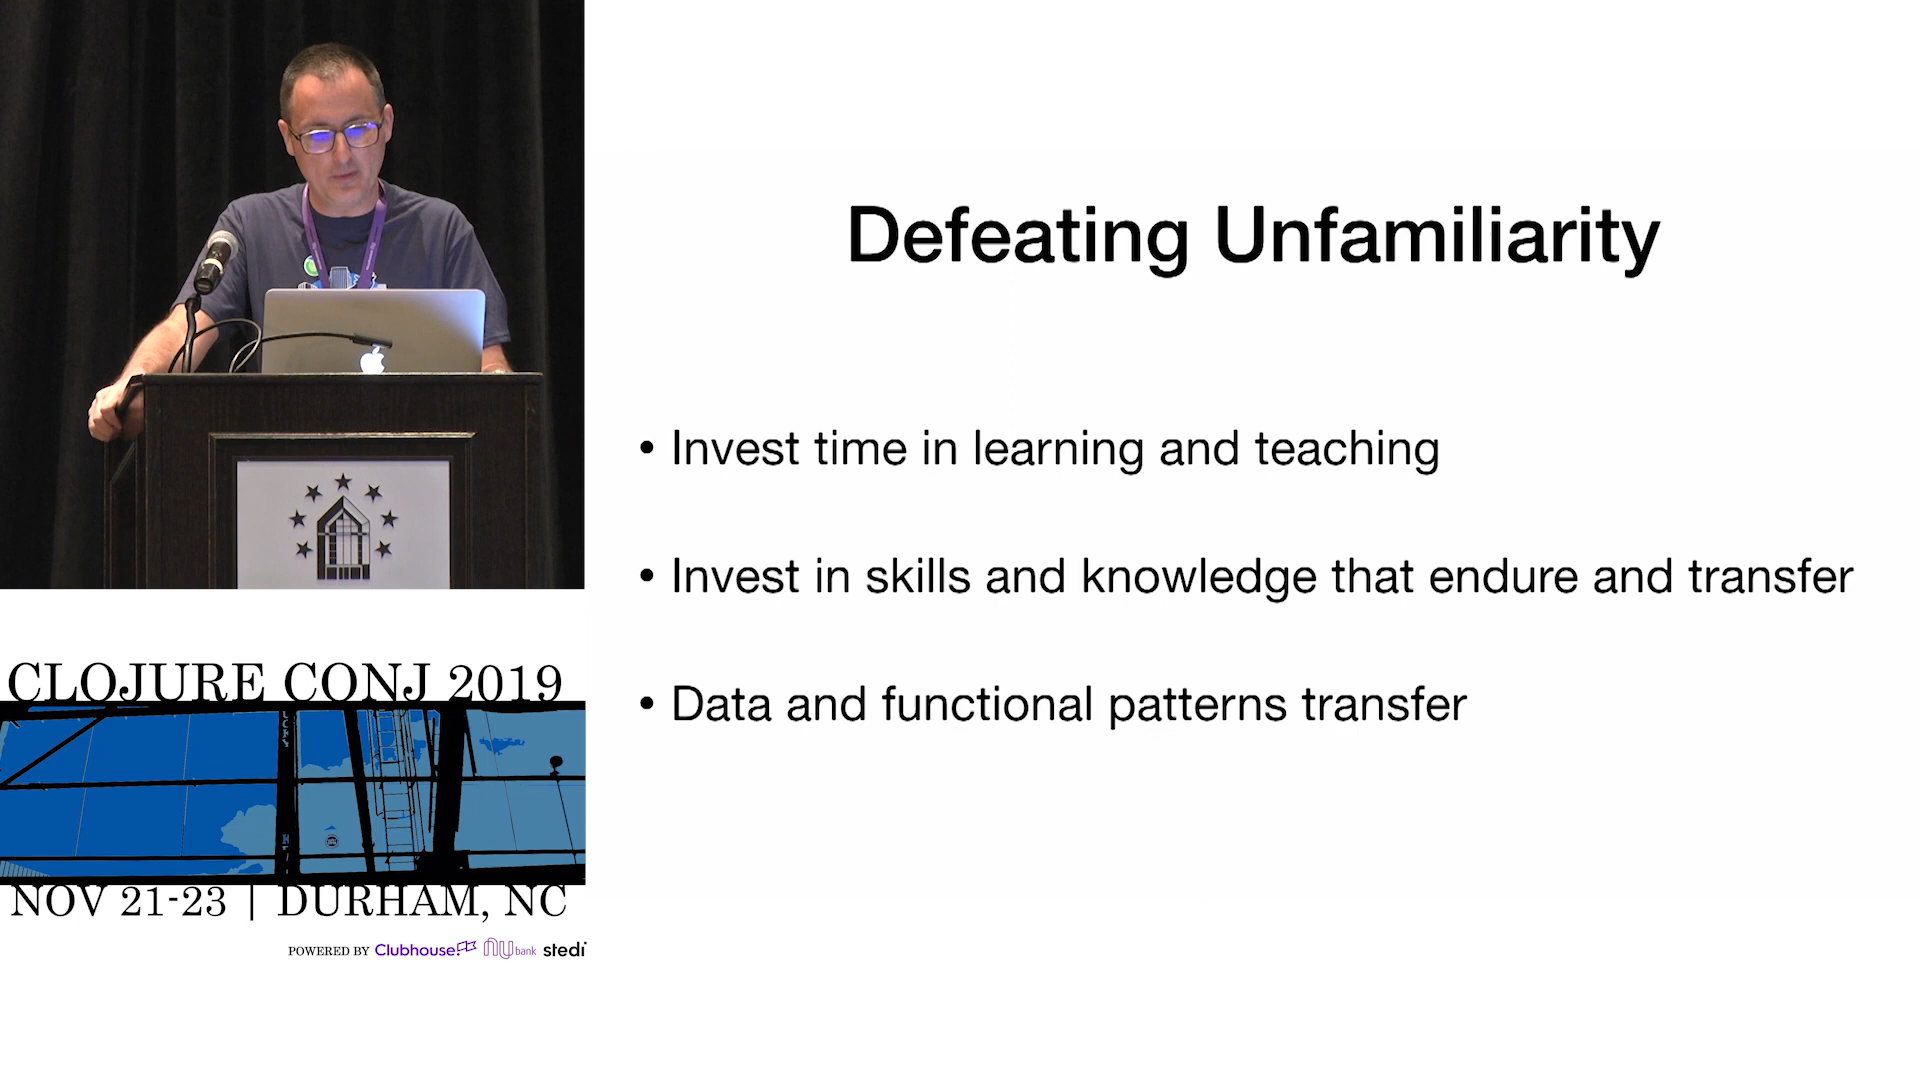 Defeating Unfamiliarity
• Invest time in learning and teaching
• Invest in skills and knowledge that endure and transfer
• Data and functional patterns transfer
CLOJURE CONJ 2019
NOV 21-23 | DURHAM, NC
POWERED BY Clubhouse nu bank stedi